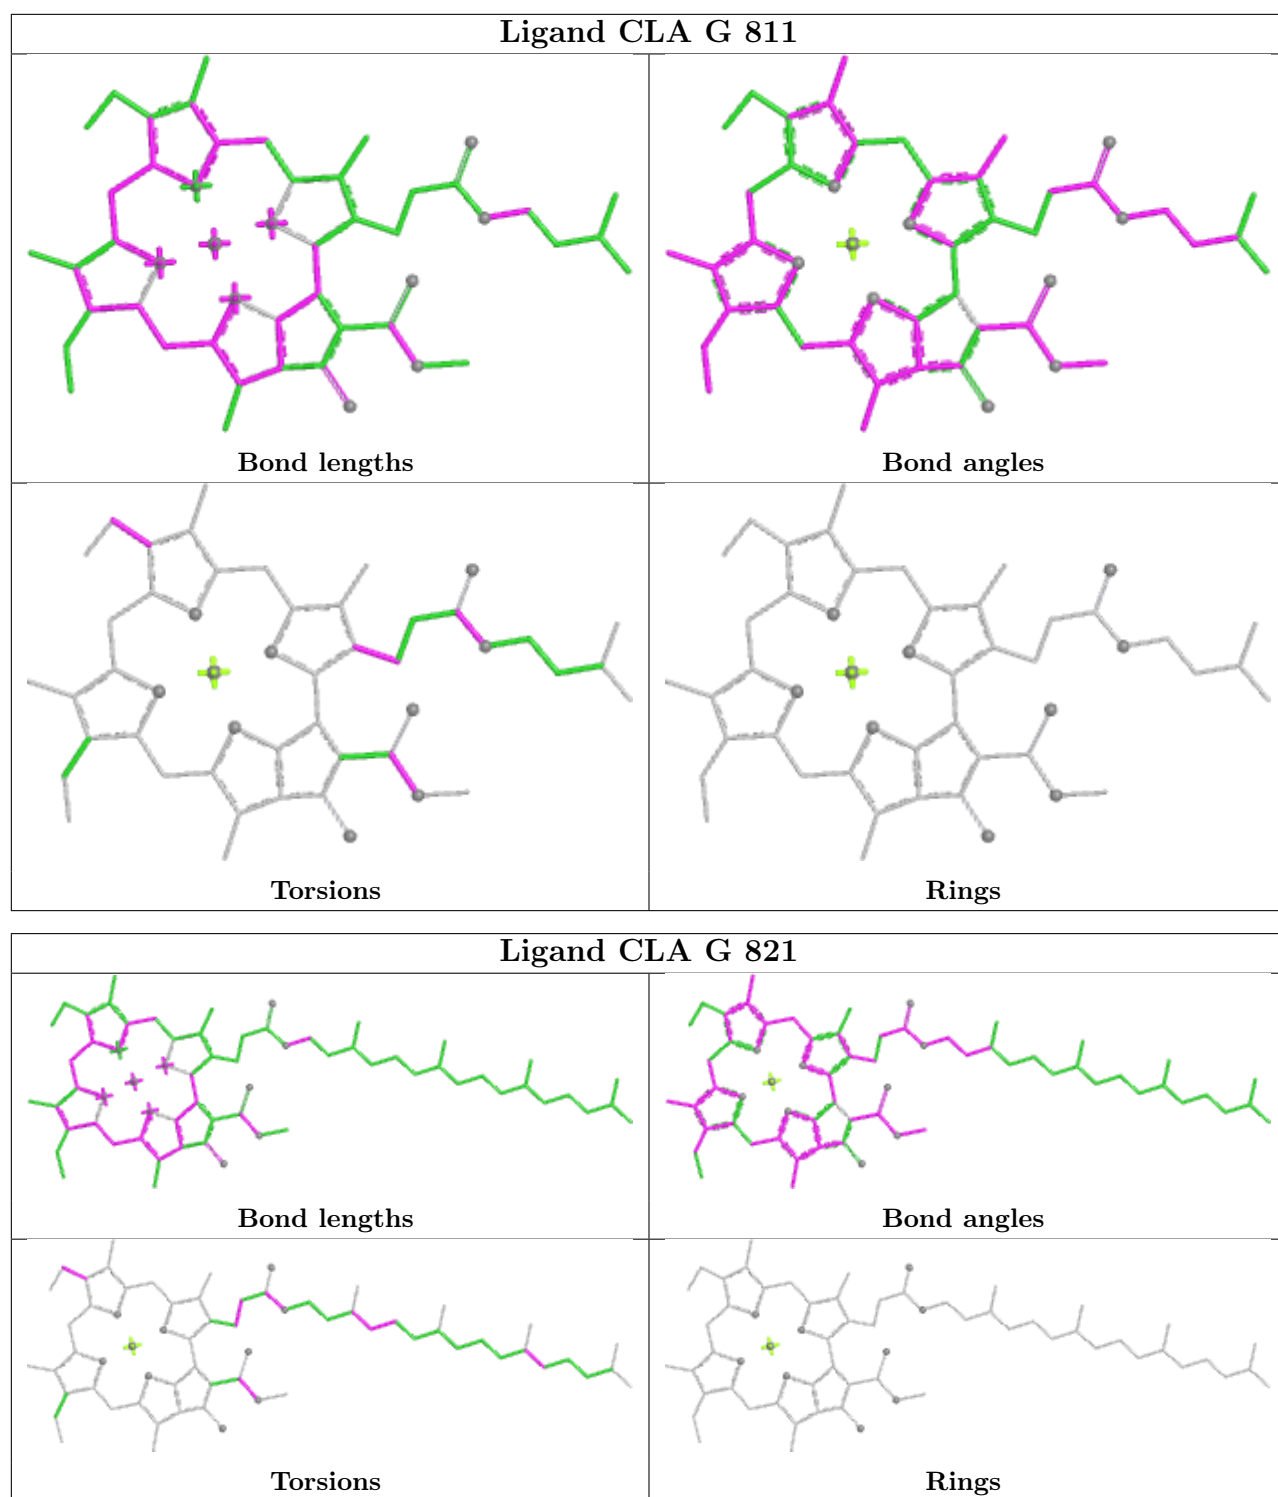 Ligand CLA G 811
Bond lengths
Bond angles
Torsions
Rings
Ligand CLA G 821
Bond lengths
Bond angles
Torsions
Rings